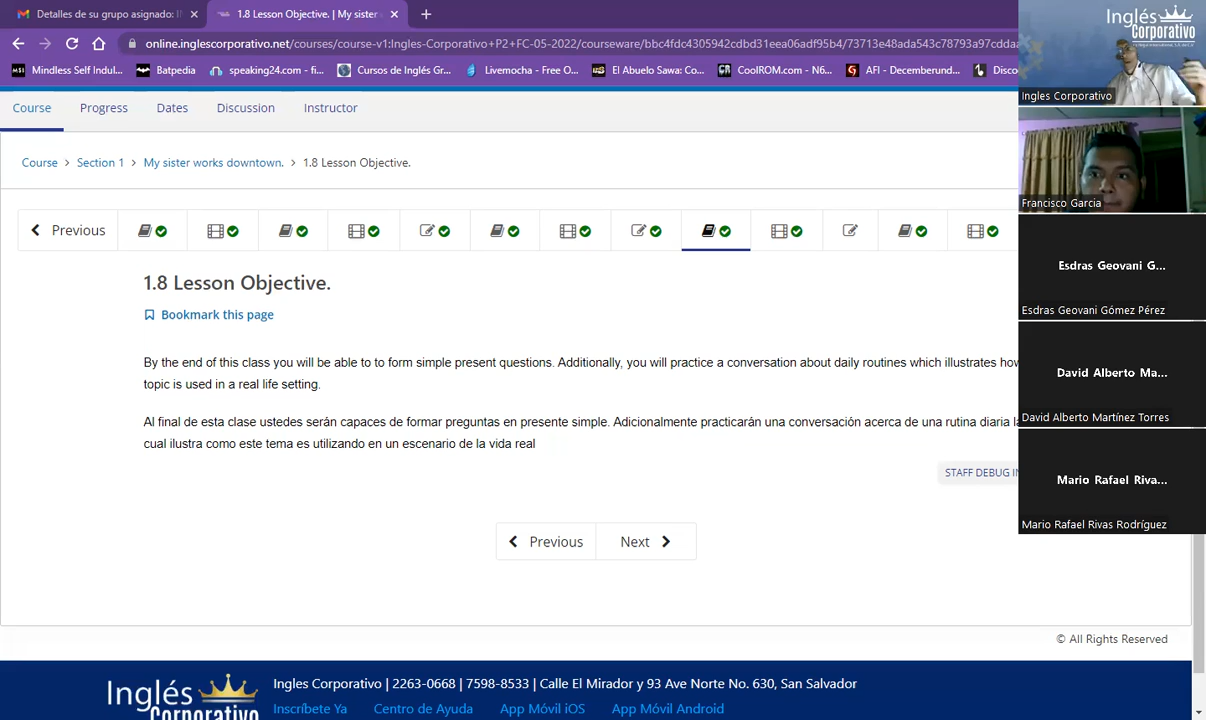 Detalles de su grupo asignado: I
1.8 Lesson Objective. | My sister
online.inglescorporativo.net/courses/course-v1:Ingles-Corporativo+P2+FC-05-2022/courseware/bbc4fdc4305942cdbd31eea06adf95b4/73713e48ada543c78793a97cddaa
Mindless Self Indul...
Batpedia
speaking24.com - fi...
Cursos de Inglés Gr...
Livemocha - Free O...
El Abuelo Sawa: Co...
CoolROM.com - N6...
AFI - Decemberund...
Disco
Inglés
Corporativo
Ingles Corporativo
Course
Progress
Dates
Discussion
Instructor
Course > Section 1 > My sister works downtown. > 1.8 Lesson Objective.
Francisco Garcia
Previous
Esdras Geovani G...
Esdras Geovani Gómez Pérez
1.8 Lesson Objective.
Bookmark this page
By the end of this class you will be able to to form simple present questions. Additionally, you will practice a conversation about daily routines which illustrates how
topic is used in a real life setting.
David Alberto Ma...
David Alberto Martínez Torres
Al final de esta clase ustedes serán capaces de formar preguntas en presente simple. Adicionalmente practicarán una conversación acerca de una rutina diaria la
cual ilustra como este tema es utilizando en un escenario de la vida real
STAFF DEBUG IN
Mario Rafael Riva...
Mario Rafael Rivas Rodríguez
Previous
Next
© All Rights Reserved
Inglés
Corporativo
Ingles Corporativo | 2263-0668 | 7598-8533 | Calle El Mirador y 93 Ave Norte No. 630, San Salvador
Inscríbete Ya
Centro de Ayuda
App Móvil iOS
App Móvil Android